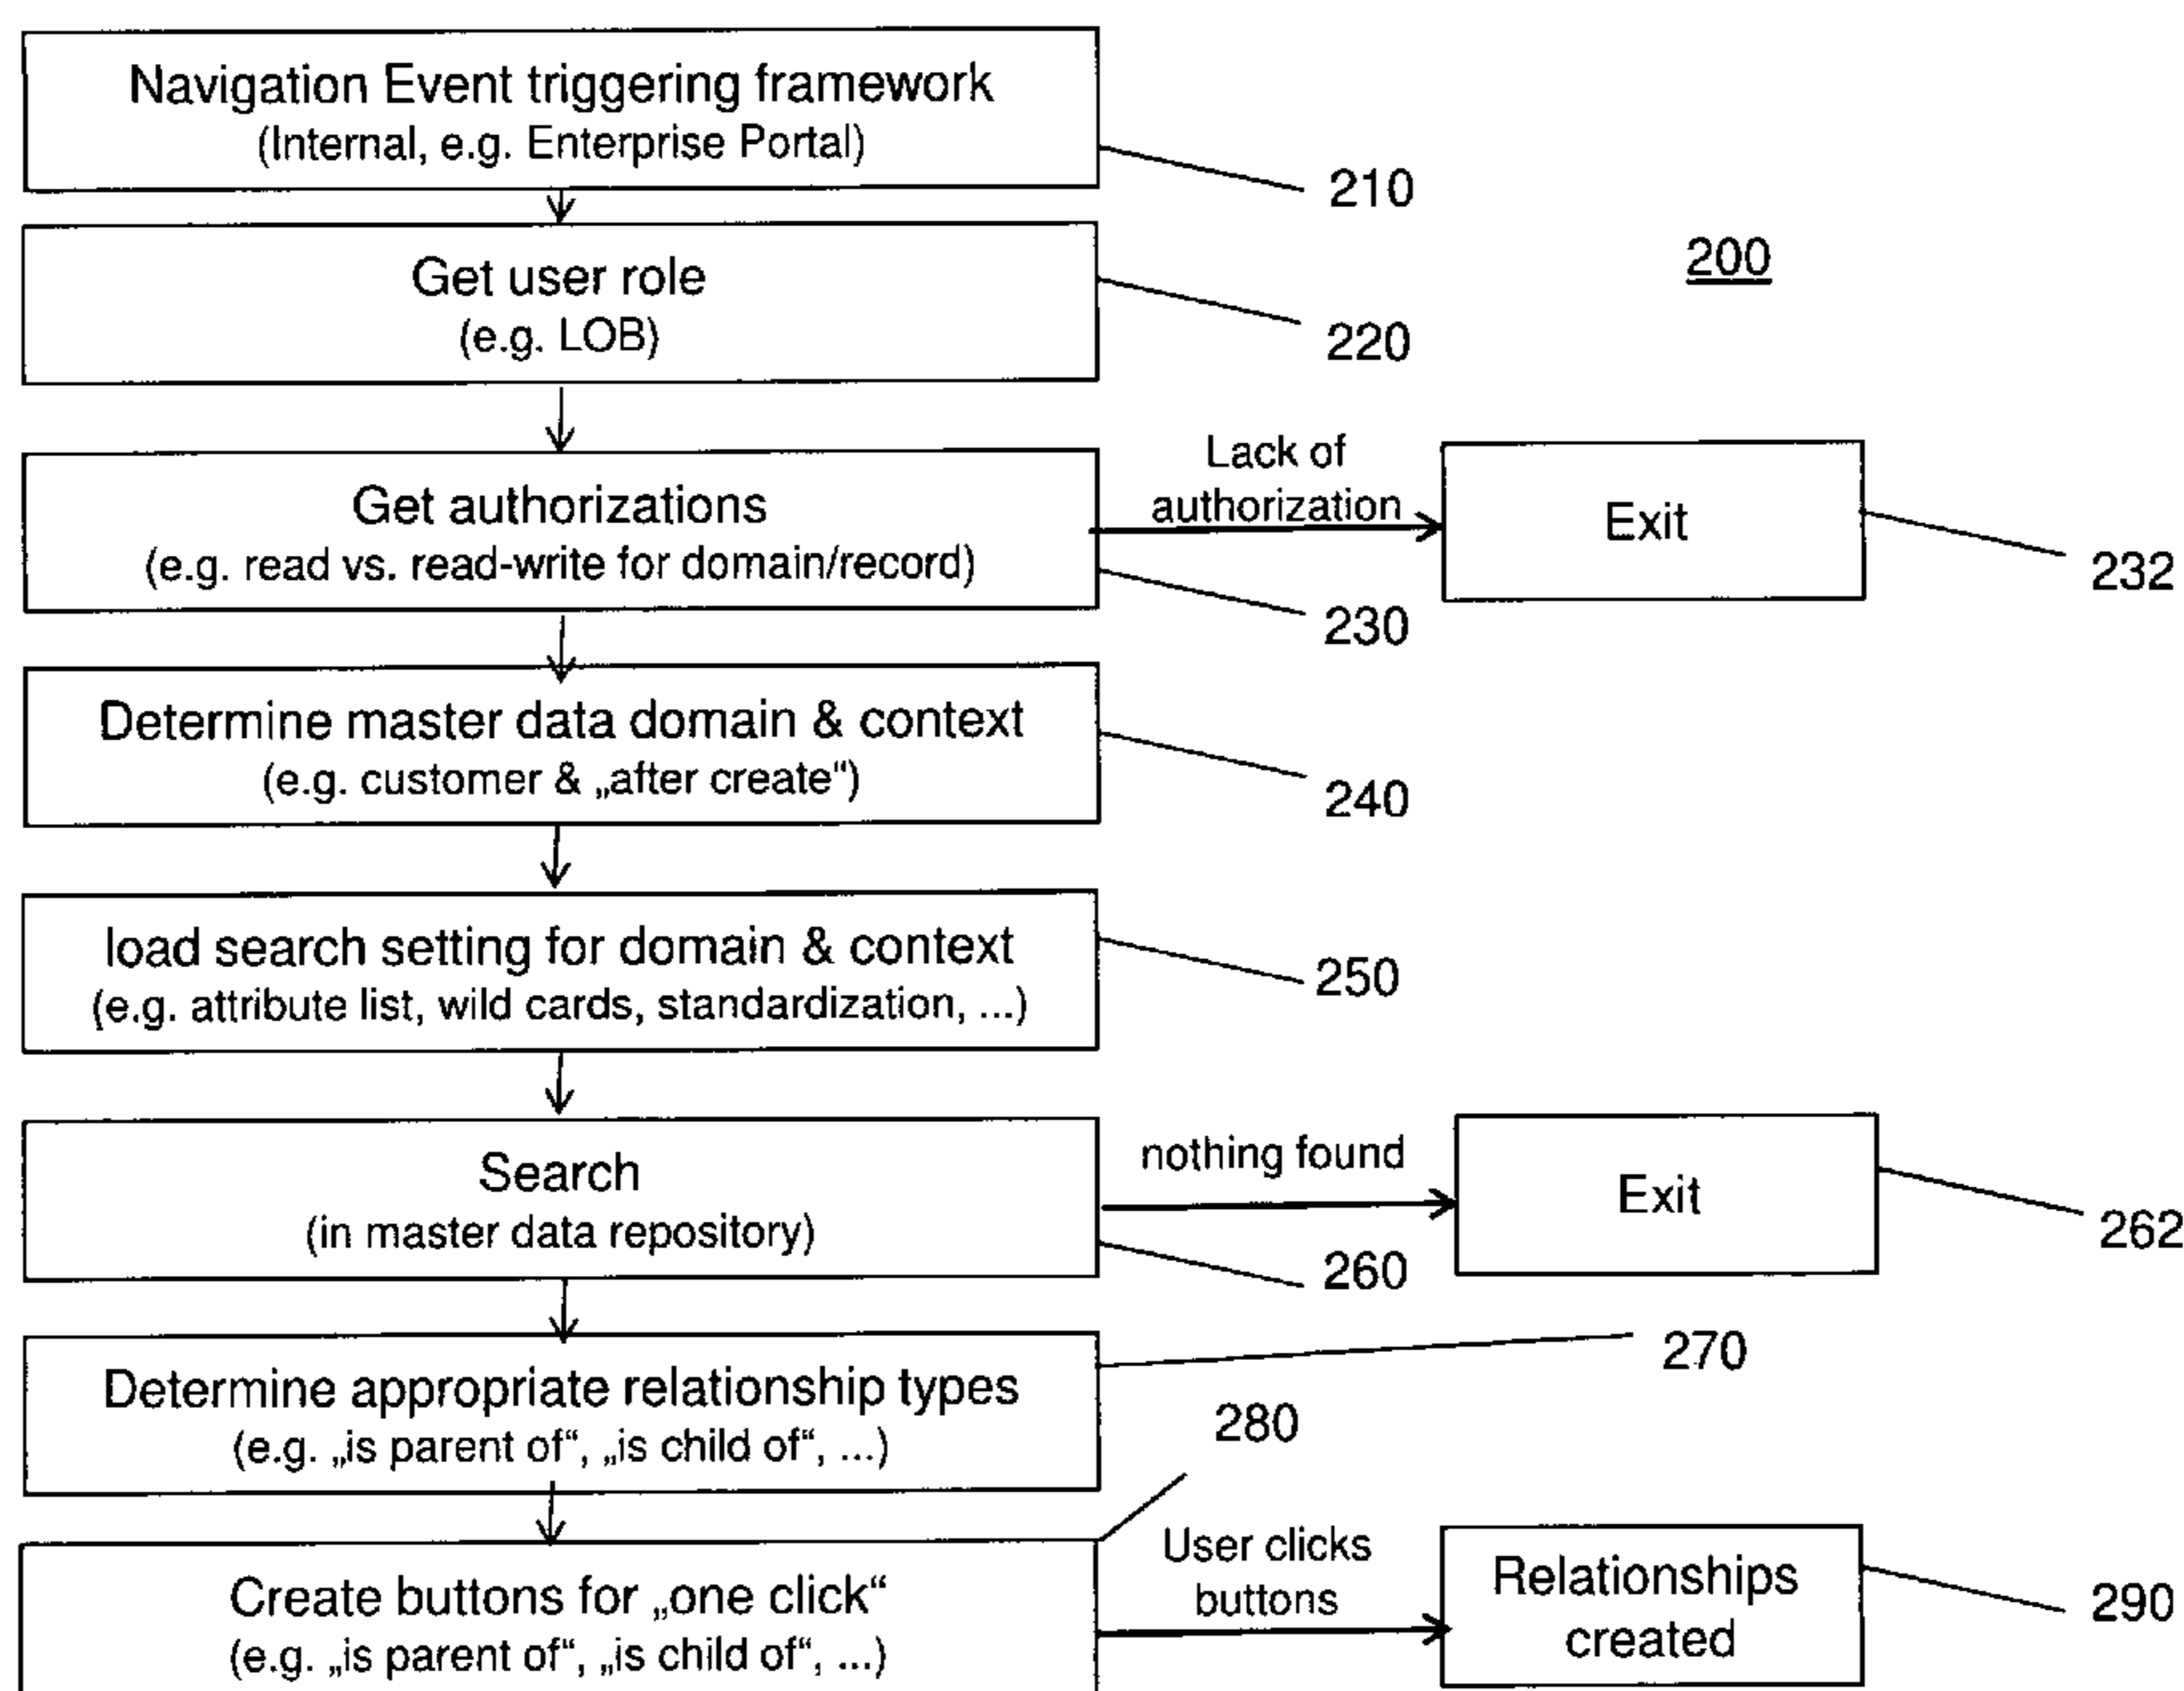 Navigation Event triggering framework
(Internal, e.g. Enterprise Portal)
210
200
Get user role
(e.g. LOB)
220
Get authorizations
(e.g. read vs. read-write for domain/record)
230
Lack of
authorization
Exit
232
Determine master data domain & context
(e.g. customer & „after create“)
240
load search setting for domain & context
(e.g. attribute list, wild cards, standardization, ...)
250
Search
(in master data repository)
260
nothing found
Exit
262
Determine appropriate relationship types
(e.g. „is parent of“, „is child of“, ...)
270
280
Create buttons for „one click“
(e.g. „is parent of“, „is child of“, ...)
User clicks
buttons
Relationships
created
290